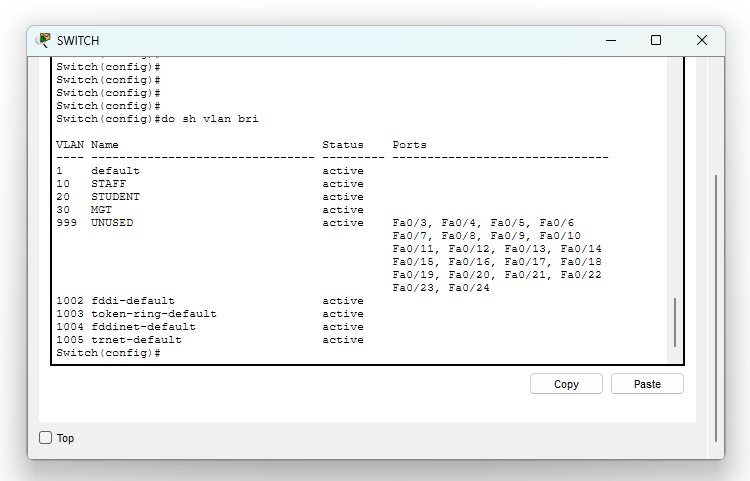 SWITCH
Switch(config)#
Switch(config)#
Switch(config)#
Switch(config)#
Switch(config)#do sh vlan bri
VLAN Name                             Status    Ports
---- -------------------------------- --------- -------------------------------
1    default                          active
10   STAFF                            active
20   STUDENT                          active
30   MGT                              active
999  UNUSED                           active    Fa0/3, Fa0/4, Fa0/5, Fa0/6
                                                Fa0/7, Fa0/8, Fa0/9, Fa0/10
                                                Fa0/11, Fa0/12, Fa0/13, Fa0/14
                                                Fa0/15, Fa0/16, Fa0/17, Fa0/18
                                                Fa0/19, Fa0/20, Fa0/21, Fa0/22
                                                Fa0/23, Fa0/24
1002 fddi-default                     active
1003 token-ring-default               active
1004 fddinet-default                  active
1005 trnet-default                    active
Switch(config)#
Copy Paste
Top